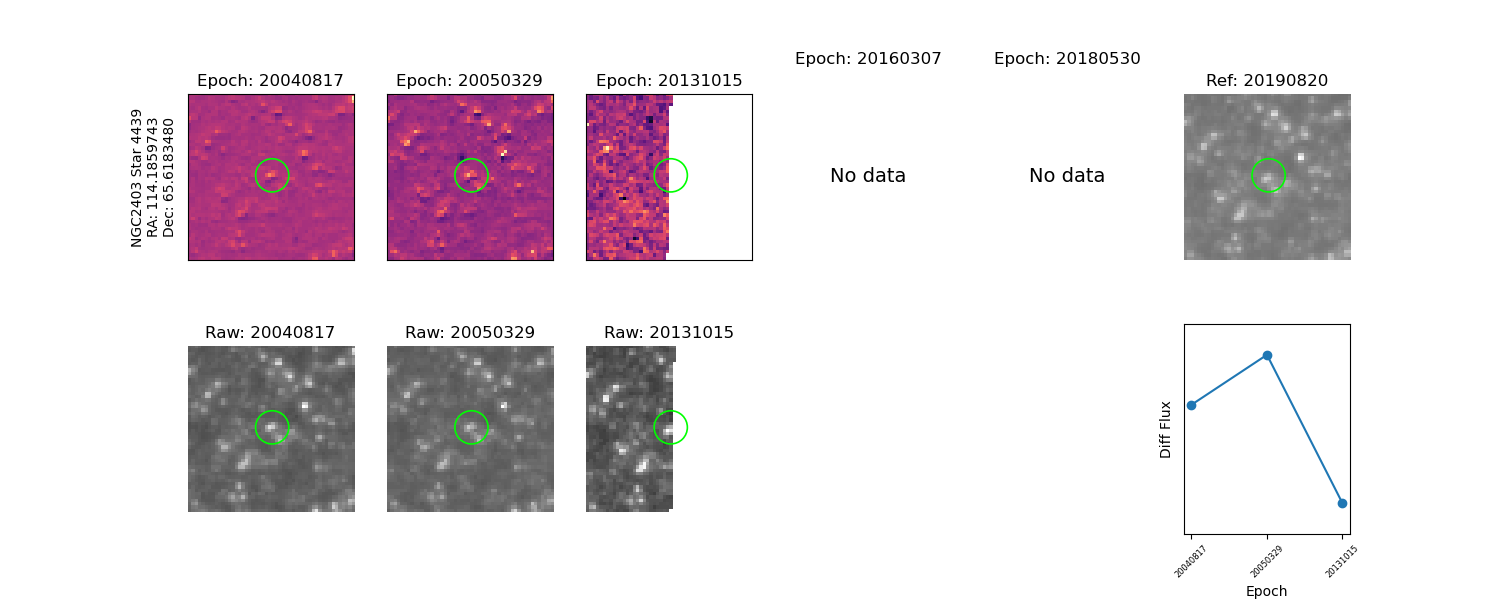 Epoch: 20160307
Epoch: 20180530
Epoch: 20040817
Epoch: 20050329
Epoch: 20131015
Ref: 20190820
NGC2403 Star 4439
RA: 114.1859743
Dec: 65.6183480
No data
No data
Raw: 20040817
Raw: 20050329
Raw: 20131015
Diff Flux
20040817
20050329
20131015
Epoch